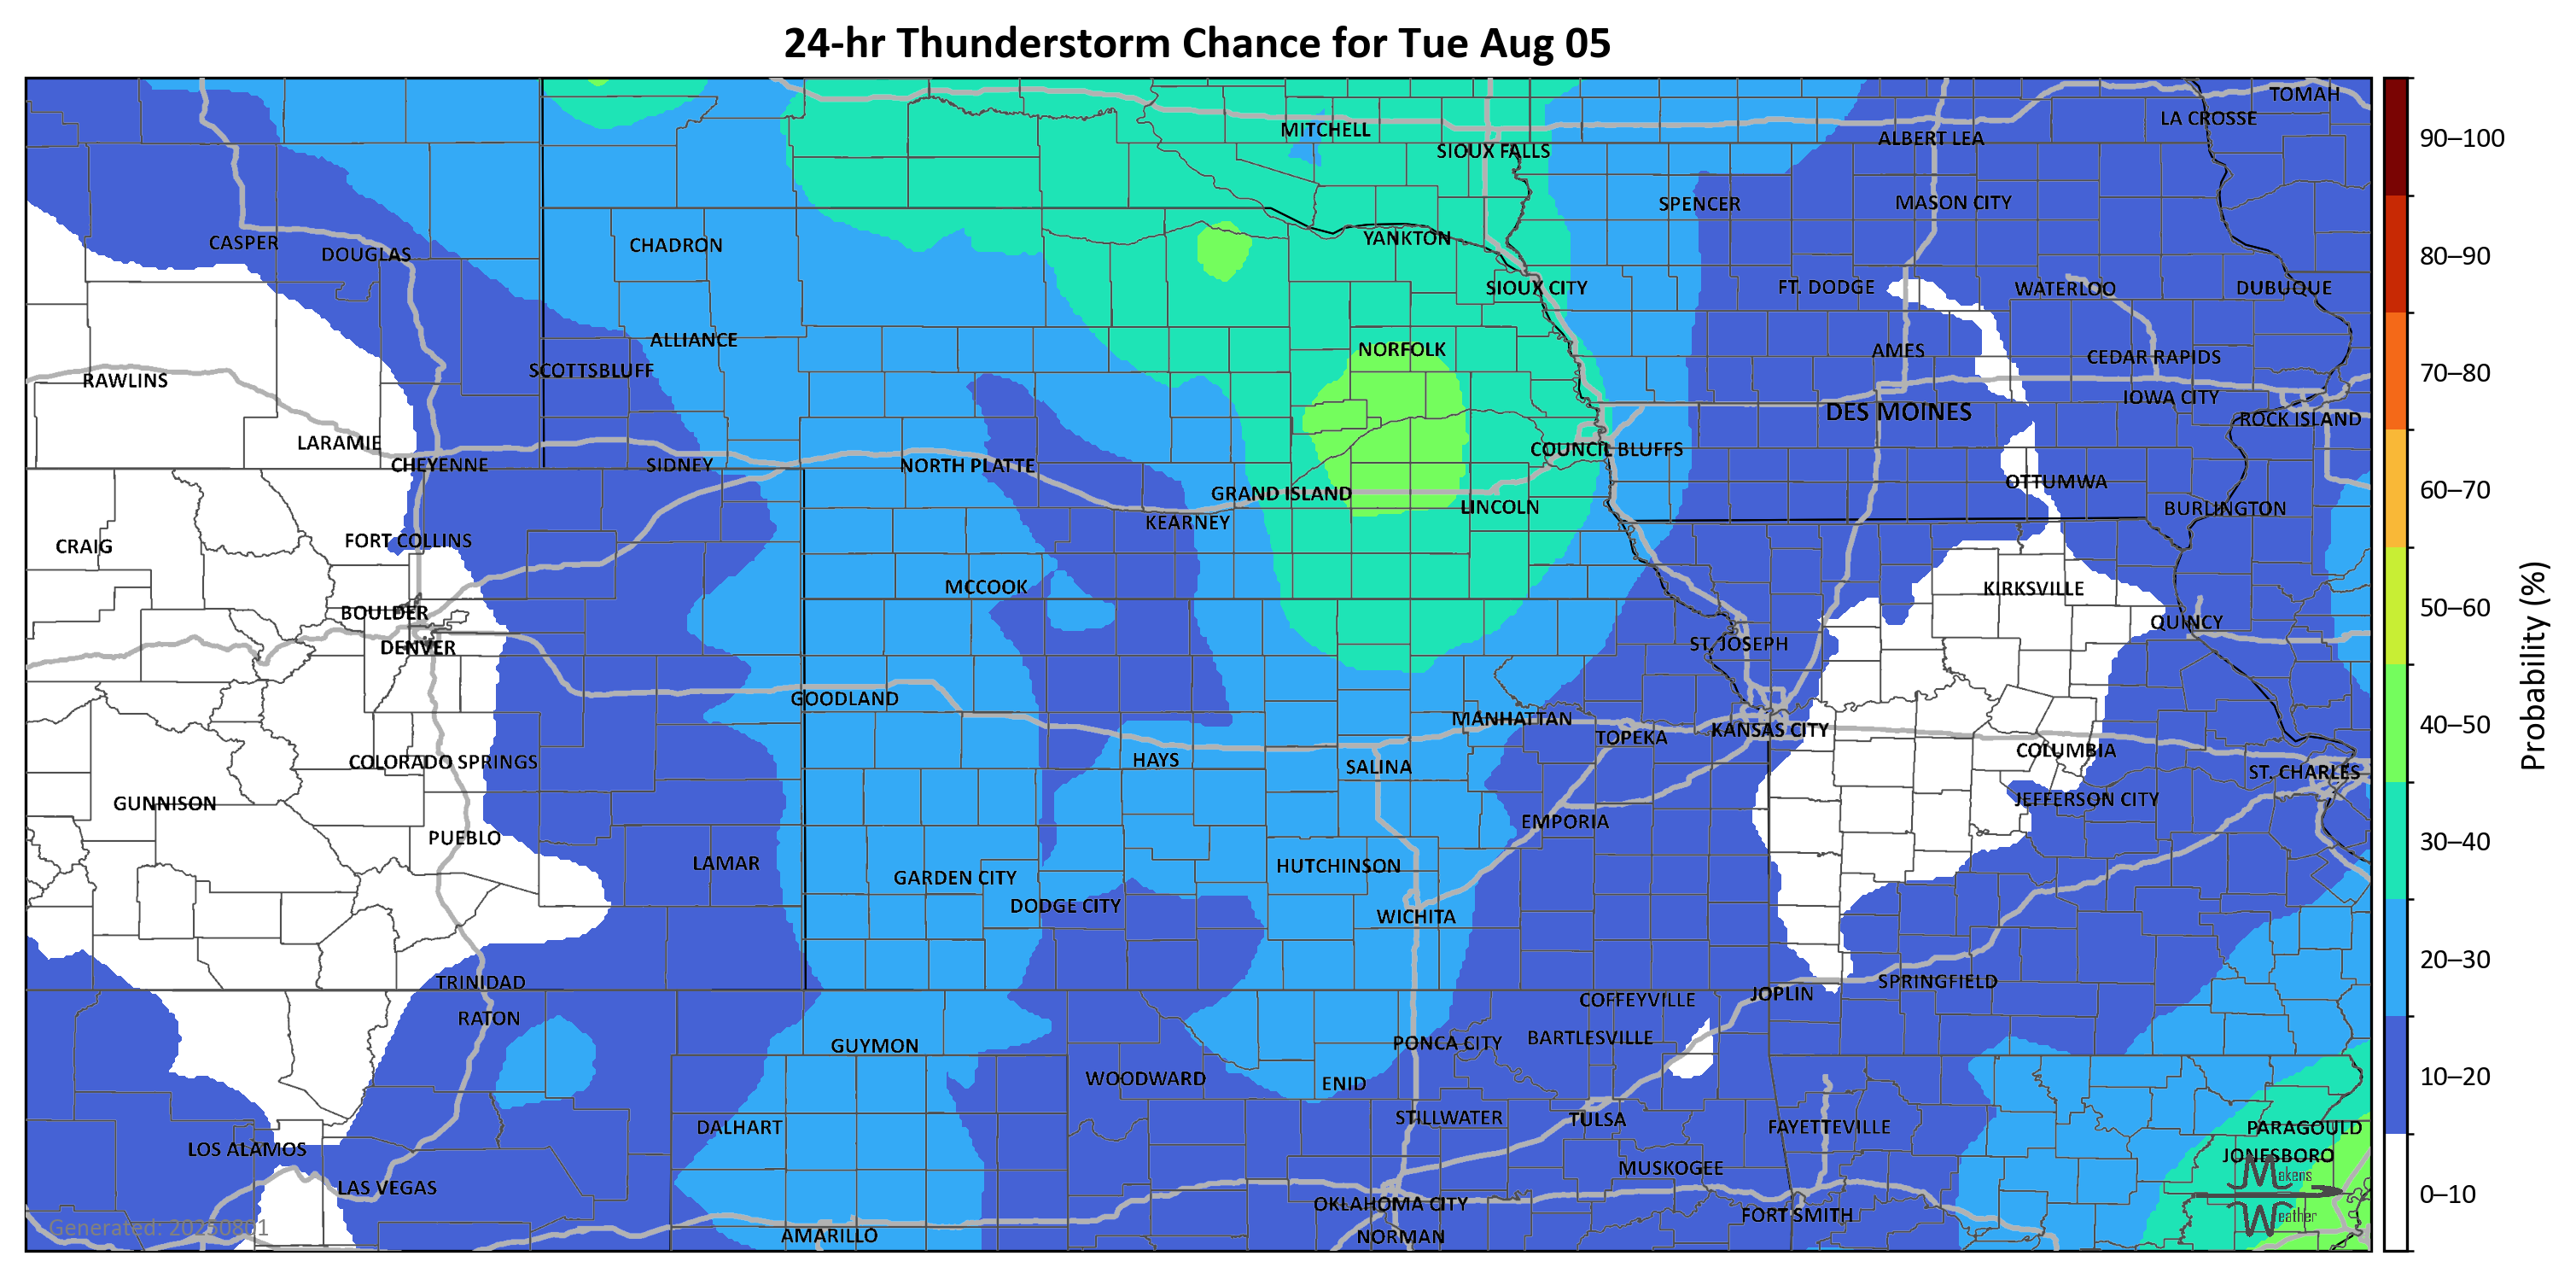 24-hr Thunderstorm Chance for Tue Aug 05
TOMAH
LA CROSSE
MITCHELL
ALBERT LEA
SIOUX FALLS
SPENCER
MASON CITY
CASPER
CHADRON
YANKTON
DOUGLAS
SIOUX CITY
FT. DODGE
WATERLOO
DUBUQUE
ALLIANCE
NORFOLK
AMES
CEDAR RAPIDS
SCOTTSBLUFF
RAWLINS
IOWA CITY
DES MOINES
ROCK ISLAND
LARAMIE
COUNCIL BLUFFS
CHEYENNE
SIDNEY
NORTH PLATTE
OTTUMWA
GRAND ISLAND
LINCOLN
BURLINGTON
KEARNEY
CRAIG
FORT COLLINS
MCCOOK
KIRKSVILLE
BOULDER
QUINCY
DENVER
ST. JOSEPH
GOODLAND
MANHATTAN
KANSAS CITY
TOPEKA
COLUMBIA
COLORADO SPRINGS
HAYS
SALINA
ST. CHARLES
GUNNISON
JEFFERSON CITY
EMPORIA
PUEBLO
LAMAR
HUTCHINSON
GARDEN CITY
DODGE CITY
WICHITA
TRINIDAD
SPRINGFIELD
JOPLIN
COFFEYVILLE
RATON
BARTLESVILLE
GUYMON
PONCA CITY
WOODWARD
ENID
STILLWATER
TULSA
DALHART
FAYETTEVILLE
PARAGOULD
LOS ALAMOS
JONESBORO
MUSKOGEE
LAS VEGAS
OKLAHOMA CITY
FORT SMITH
AMARILLO
NORMAN
Makens
Weather
Generated: 20250801
90–100
80–90
70–80
60–70
50–60
40–50
30–40
20–30
10–20
0–10
Probability (%)